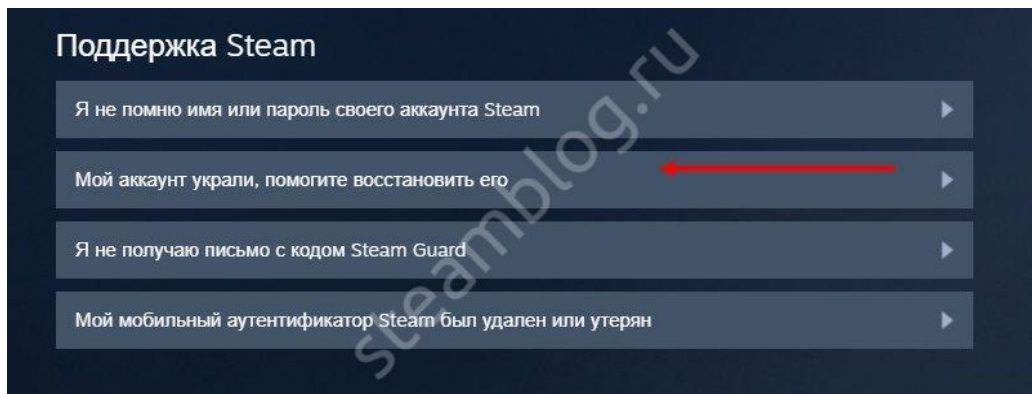 Поддержка Steam
Я не помню имя или пароль своего аккаунта Steam
Мой аккаунт украли, помогите восстановить его
Я не получаю письмо с кодом Steam Guard
Мой мобильный аутентификатор Steam был удален или утерян
steamblog.ru